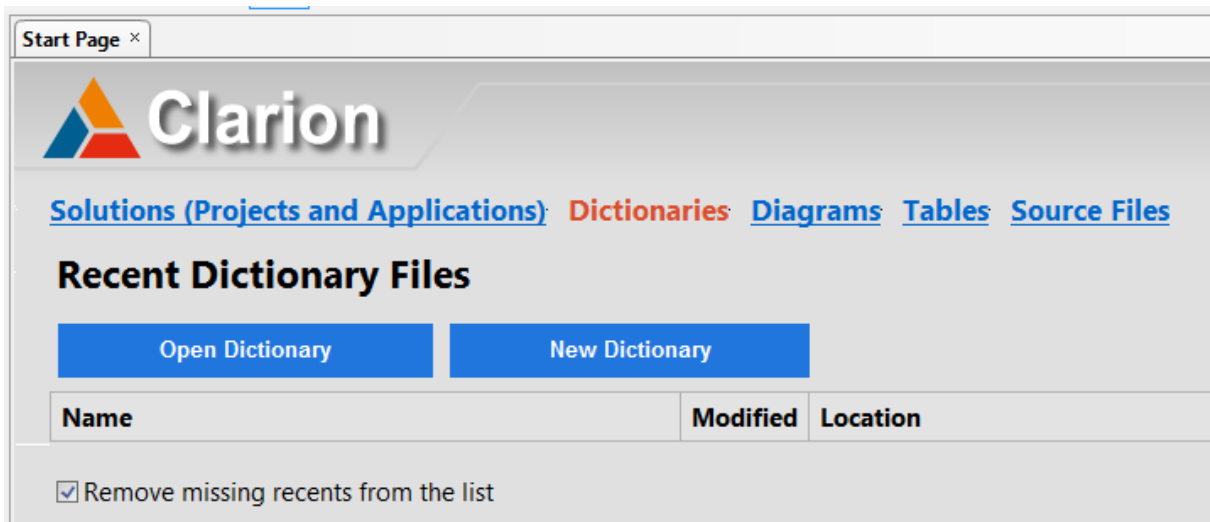 Start Page ×
Clarion
Solutions (Projects and Applications) Dictionaries Diagrams Tables Source Files
Recent Dictionary Files
Open Dictionary New Dictionary
Name Modified Location
Remove missing recents from the list